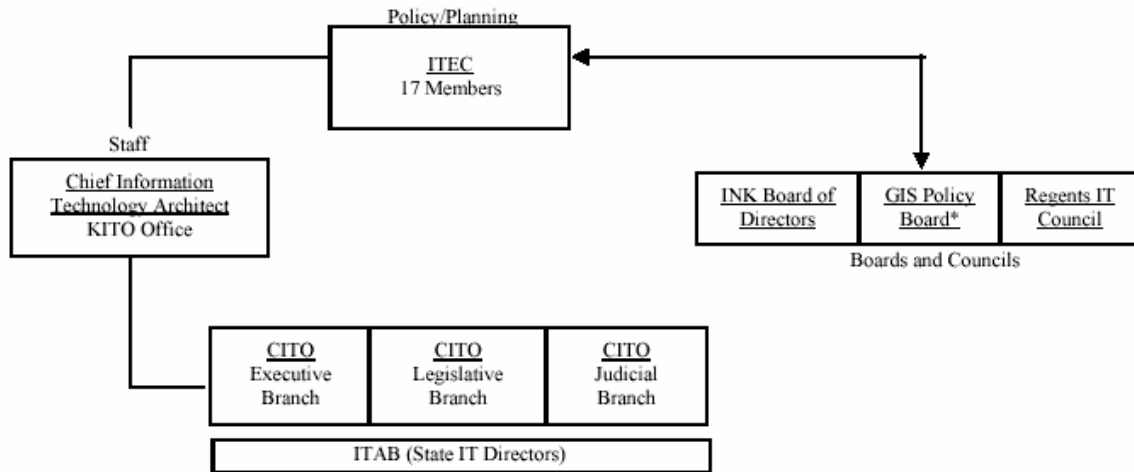 Policy/Planning
ITEC
17 Members
Staff
Chief Information
Technology Architect
KITO Office
INK Board of
Directors
GIS Policy
Board*
Regents IT
Council
Boards and Councils
CITO
Executive
Branch
CITO
Legislative
Branch
CITO
Judicial
Branch
ITAB (State IT Directors)